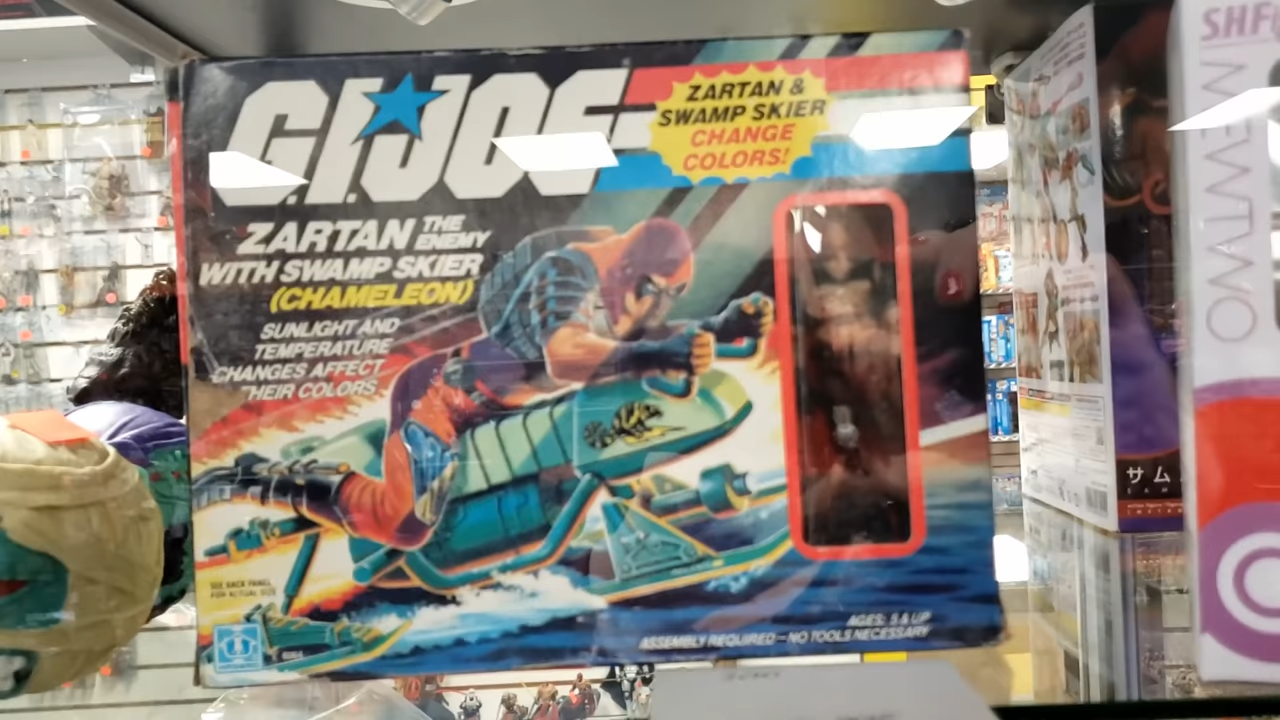 G.I.JOE
ZARTAN &
SWAMP SKIER
CHANGE
COLORS!
ZARTAN THE ENEMY
WITH SWAMP SKIER
(CHAMELEON)
SUNLIGHT AND
TEMPERATURE
CHANGES AFFECT
THEIR COLORS
SEE BACK PANEL
FOR ACTUAL SIZE
AGES: 5 & UP
ASSEMBLY REQUIRED – NO TOOLS NECESSARY
MEWTWO
サム